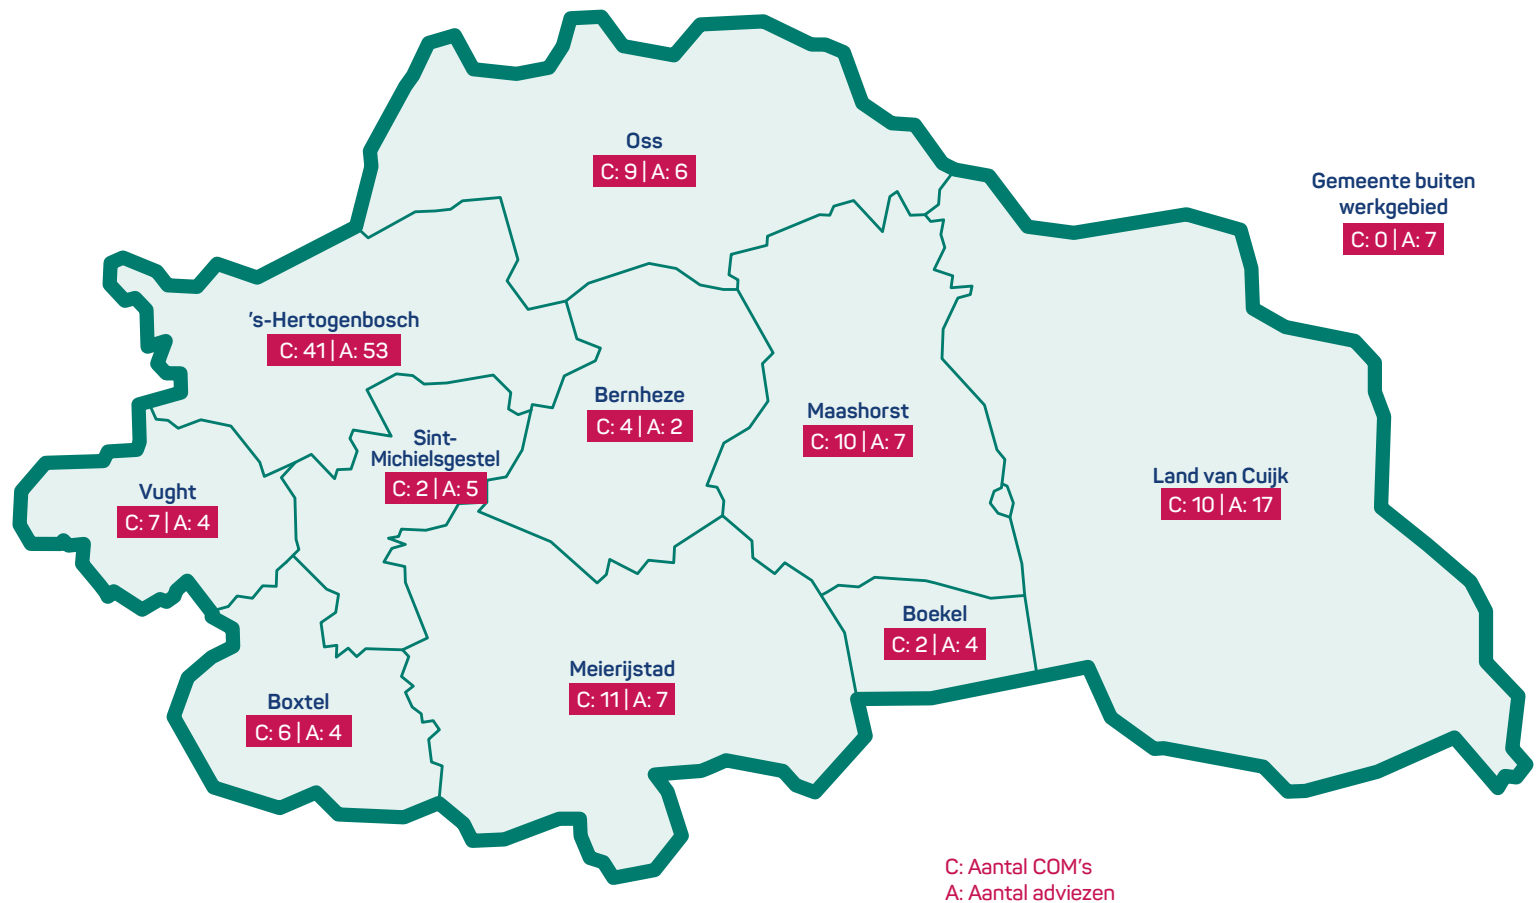 Oss
C: 9 | A: 6
Gemeente buiten
werkgebied
C: 0 | A: 7
's-Hertogenbosch
C: 41 | A: 53
Bernheze
C: 4 | A: 2
Maashorst
C: 10 | A: 7
Sint-
Michielsgestel
C: 2 | A: 5
Land van Cuijk
C: 10 | A: 17
Vught
C: 7 | A: 4
Boekel
C: 2 | A: 4
Meierijstad
C: 11 | A: 7
Boxtel
C: 6 | A: 4
C: Aantal COM's
A: Aantal adviezen